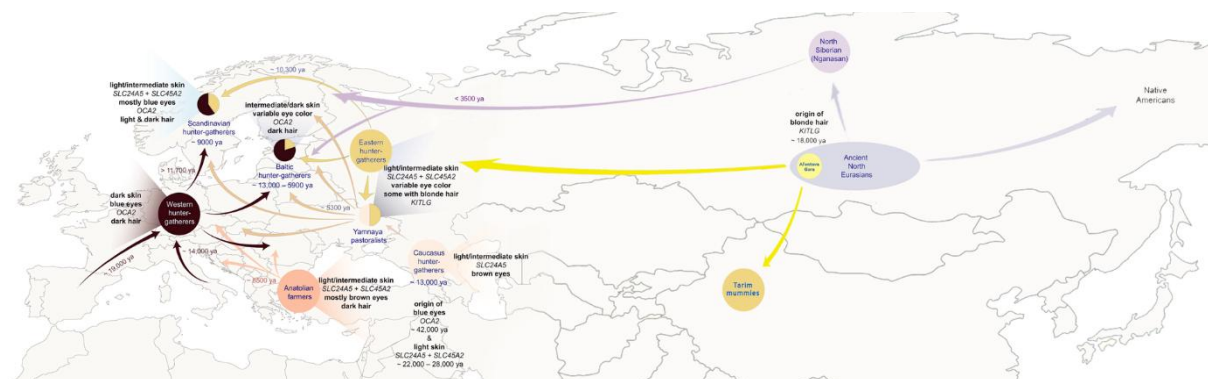 light/intermediate skin
SLC24A5 + SLC45A2
mostly blue eyes
OCA2
light & dark hair
Scandinavian
hunter-gatherers
~ 9000 ya
~ 10,300 ya
intermediate/dark skin
variable eye color
OCA2
dark hair
Baltic
hunter-gatherers
~ 13,000 – 5900 ya
Eastern
hunter-
gatherers
light/intermediate skin
SLC24A5 + SLC45A2
variable eye color
some with blonde hair
KITLG
< 3500 ya
North
Siberian
(Nganasan)
Native
Americans
origin of
blonde hair
KITLG
~ 18,000 ya
Afontova
Gora
Ancient
North
Eurasians
Tarim
mummies
> 11,700 ya
dark skin
blue eyes
OCA2
dark hair
Western
hunter-
gatherers
~ 5300 ya
Yamnaya
pastoralists
~ 19,000 ya
~ 14,000 ya
~ 8500 ya
Anatolian
farmers
light/intermediate skin
SLC24A5 + SLC45A2
mostly brown eyes
dark hair
Caucasus
hunter-
gatherers
~ 13,000 ya
light/intermediate skin
SLC24A5
brown eyes
origin of
blue eyes
OCA2
~ 42,000 ya
&
light skin
SLC24A5 + SLC45A2
~ 22,000 – 28,000 ya